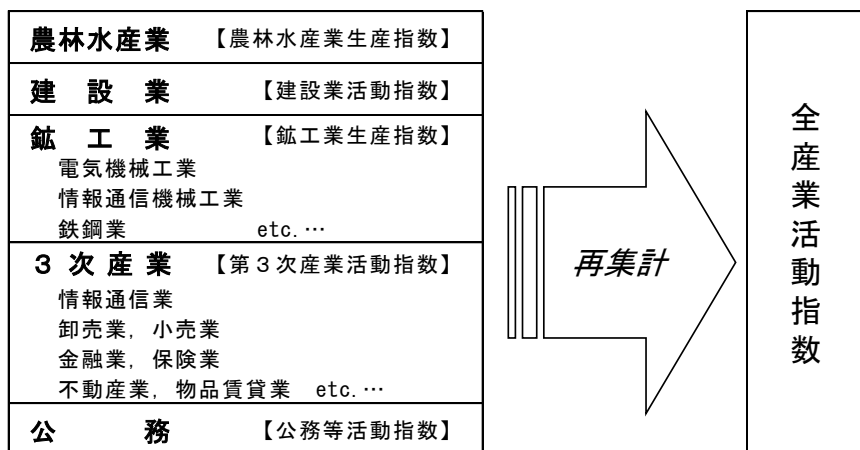 農林水産業 【農林水産業生産指数】
建設業 【建設業活動指数】
鉱工業 【鉱工業生産指数】
電気機械工業
情報通信機械工業
鉄鋼業 etc.…
３次産業 【第３次産業活動指数】
情報通信業
卸売業，小売業
金融業，保険業
不動産業，物品賃貸業 etc.…
公務 【公務等活動指数】
再集計
全産業活動指数